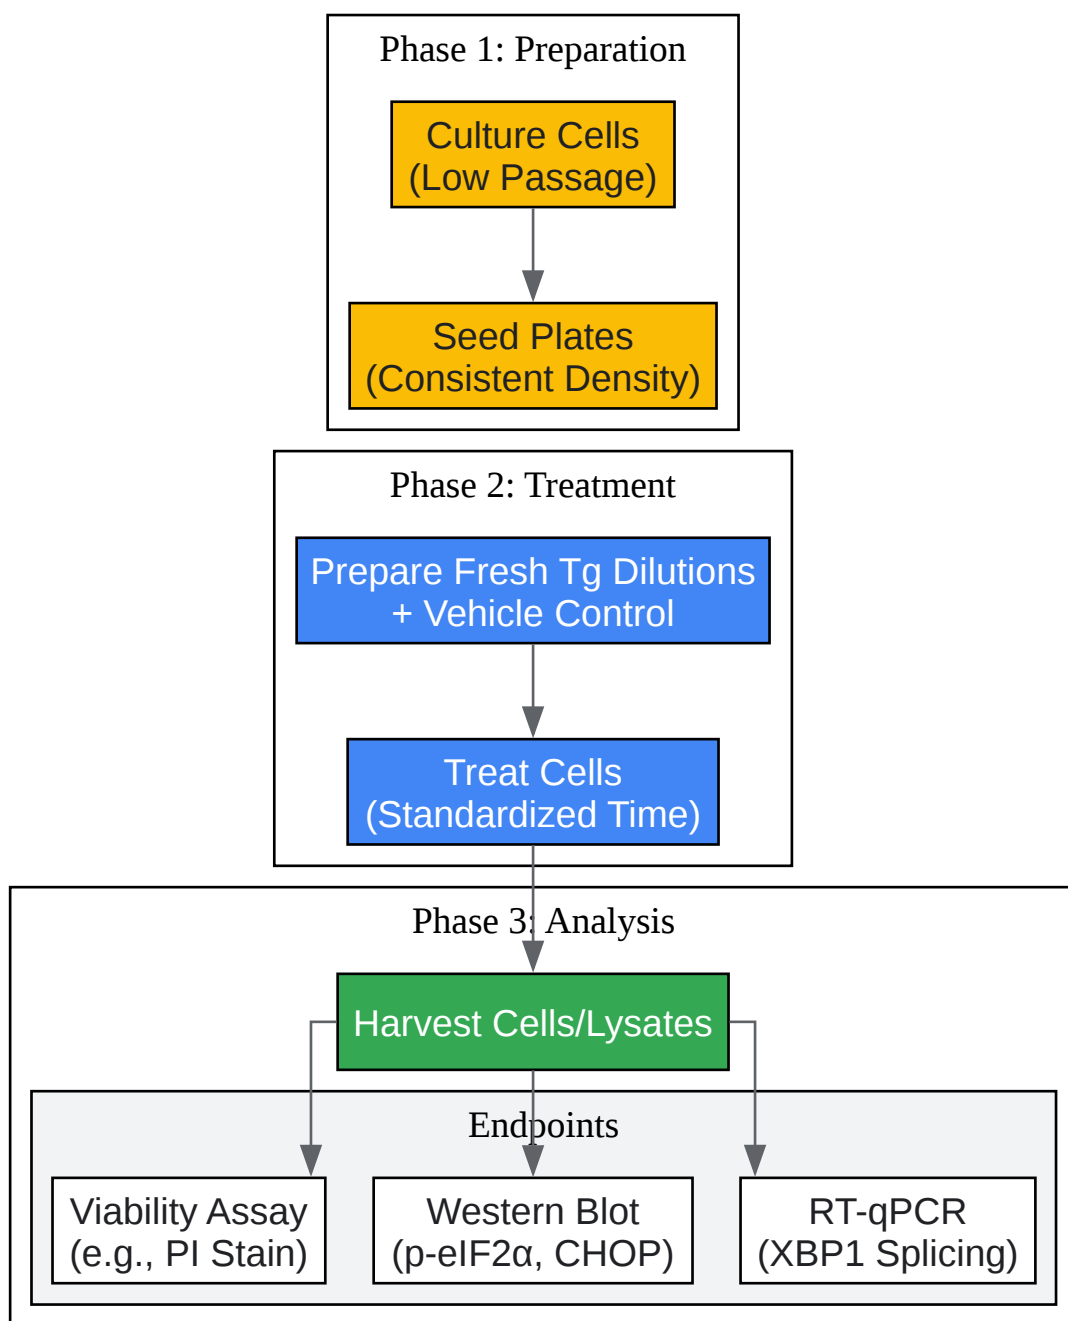 Phase 1: Preparation
Culture Cells
(Low Passage)
Seed Plates
(Consistent Density)
Phase 2: Treatment
Prepare Fresh Tg Dilutions
+ Vehicle Control
Treat Cells
(Standardized Time)
Phase 3: Analysis
Harvest Cells/Lysates
Endpoints
Viability Assay
(e.g., PI Stain)
Western Blot
(p-eIF2α, CHOP)
RT-qPCR
(XBP1 Splicing)